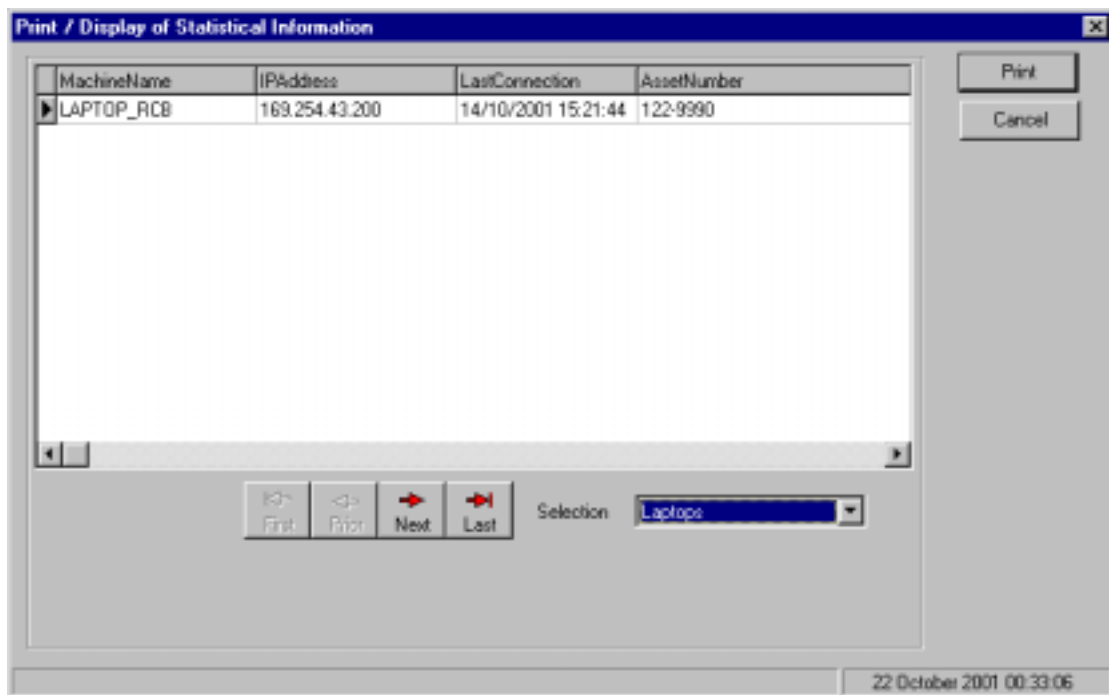 Print / Display of Statistical Information
Print
Cancel
MachineName IPAddress LastConnection AssetNumber
LAPTOP_RCB 169.254.43.200 14/10/2001 15:21:44 122-9990
First Prior Next Last Selection Laptops
22 October 2001 00:33:06